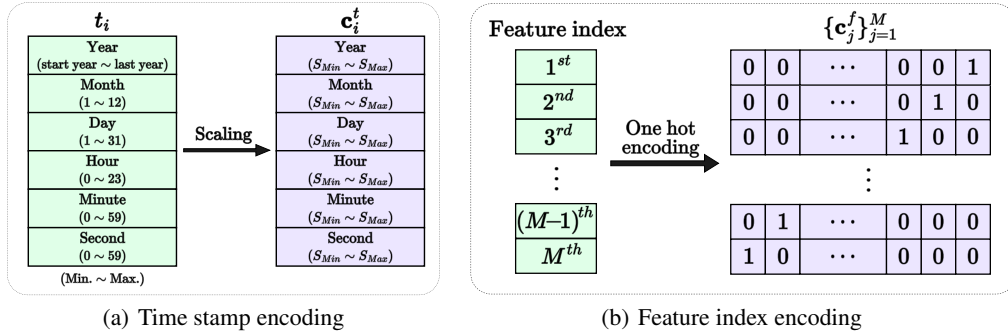 t_i
c_i^t
Year
(start year ~ last year)
Month
(1 ~ 12)
Day
(1 ~ 31)
Hour
(0 ~ 23)
Minute
(0 ~ 59)
Second
(0 ~ 59)
(Min. ~ Max.)
Scaling
Year
(S_Min ~ S_Max)
Month
(S_Min ~ S_Max)
Day
(S_Min ~ S_Max)
Hour
(S_Min ~ S_Max)
Minute
(S_Min ~ S_Max)
Second
(S_Min ~ S_Max)
(a) Time stamp encoding
Feature index
1^st
2^nd
3^rd
⋮
(M−1)^th
M^th
One hot
encoding
{c_j^f}_{j=1}^M
0 0 ⋯ 0 0 1
0 0 ⋯ 0 1 0
0 0 ⋯ 1 0 0
⋮
0 1 ⋯ 0 0 0
1 0 ⋯ 0 0 0
(b) Feature index encoding